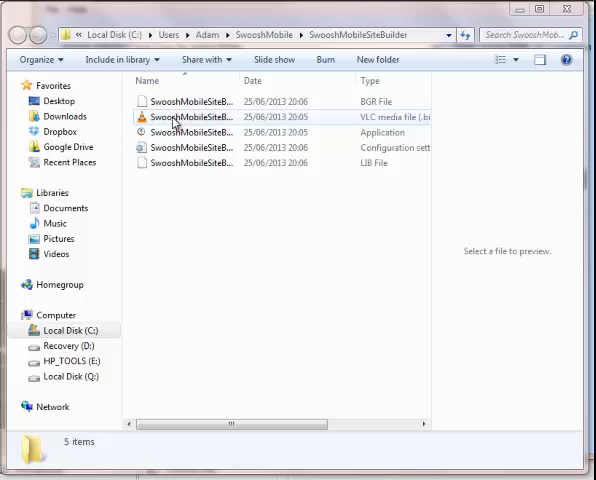 « Local Disk (C:) ▸ Users ▸ Adam ▸ SwooshMobile ▸ SwooshMobileSiteBuilder
Search SwooshMobi...
Organize ▾ Include in library ▾ Share with ▾ Slide show Burn New folder
Name Date Type
SwooshMobileSiteB... 25/06/2013 20:06 BGR File
SwooshMobileSiteB... 25/06/2013 20:05 VLC media file (.bi
SwooshMobileSiteB... 25/06/2013 20:05 Application
SwooshMobileSiteB... 25/06/2013 20:06 Configuration sett
SwooshMobileSiteB... 25/06/2013 20:06 LIB File
Favorites
Desktop
Downloads
Dropbox
Google Drive
Recent Places
Libraries
Documents
Music
Pictures
Videos
Homegroup
Computer
Local Disk (C:)
Recovery (D:)
HP_TOOLS (E:)
Local Disk (Q:)
Network
Select a file to preview.
5 items